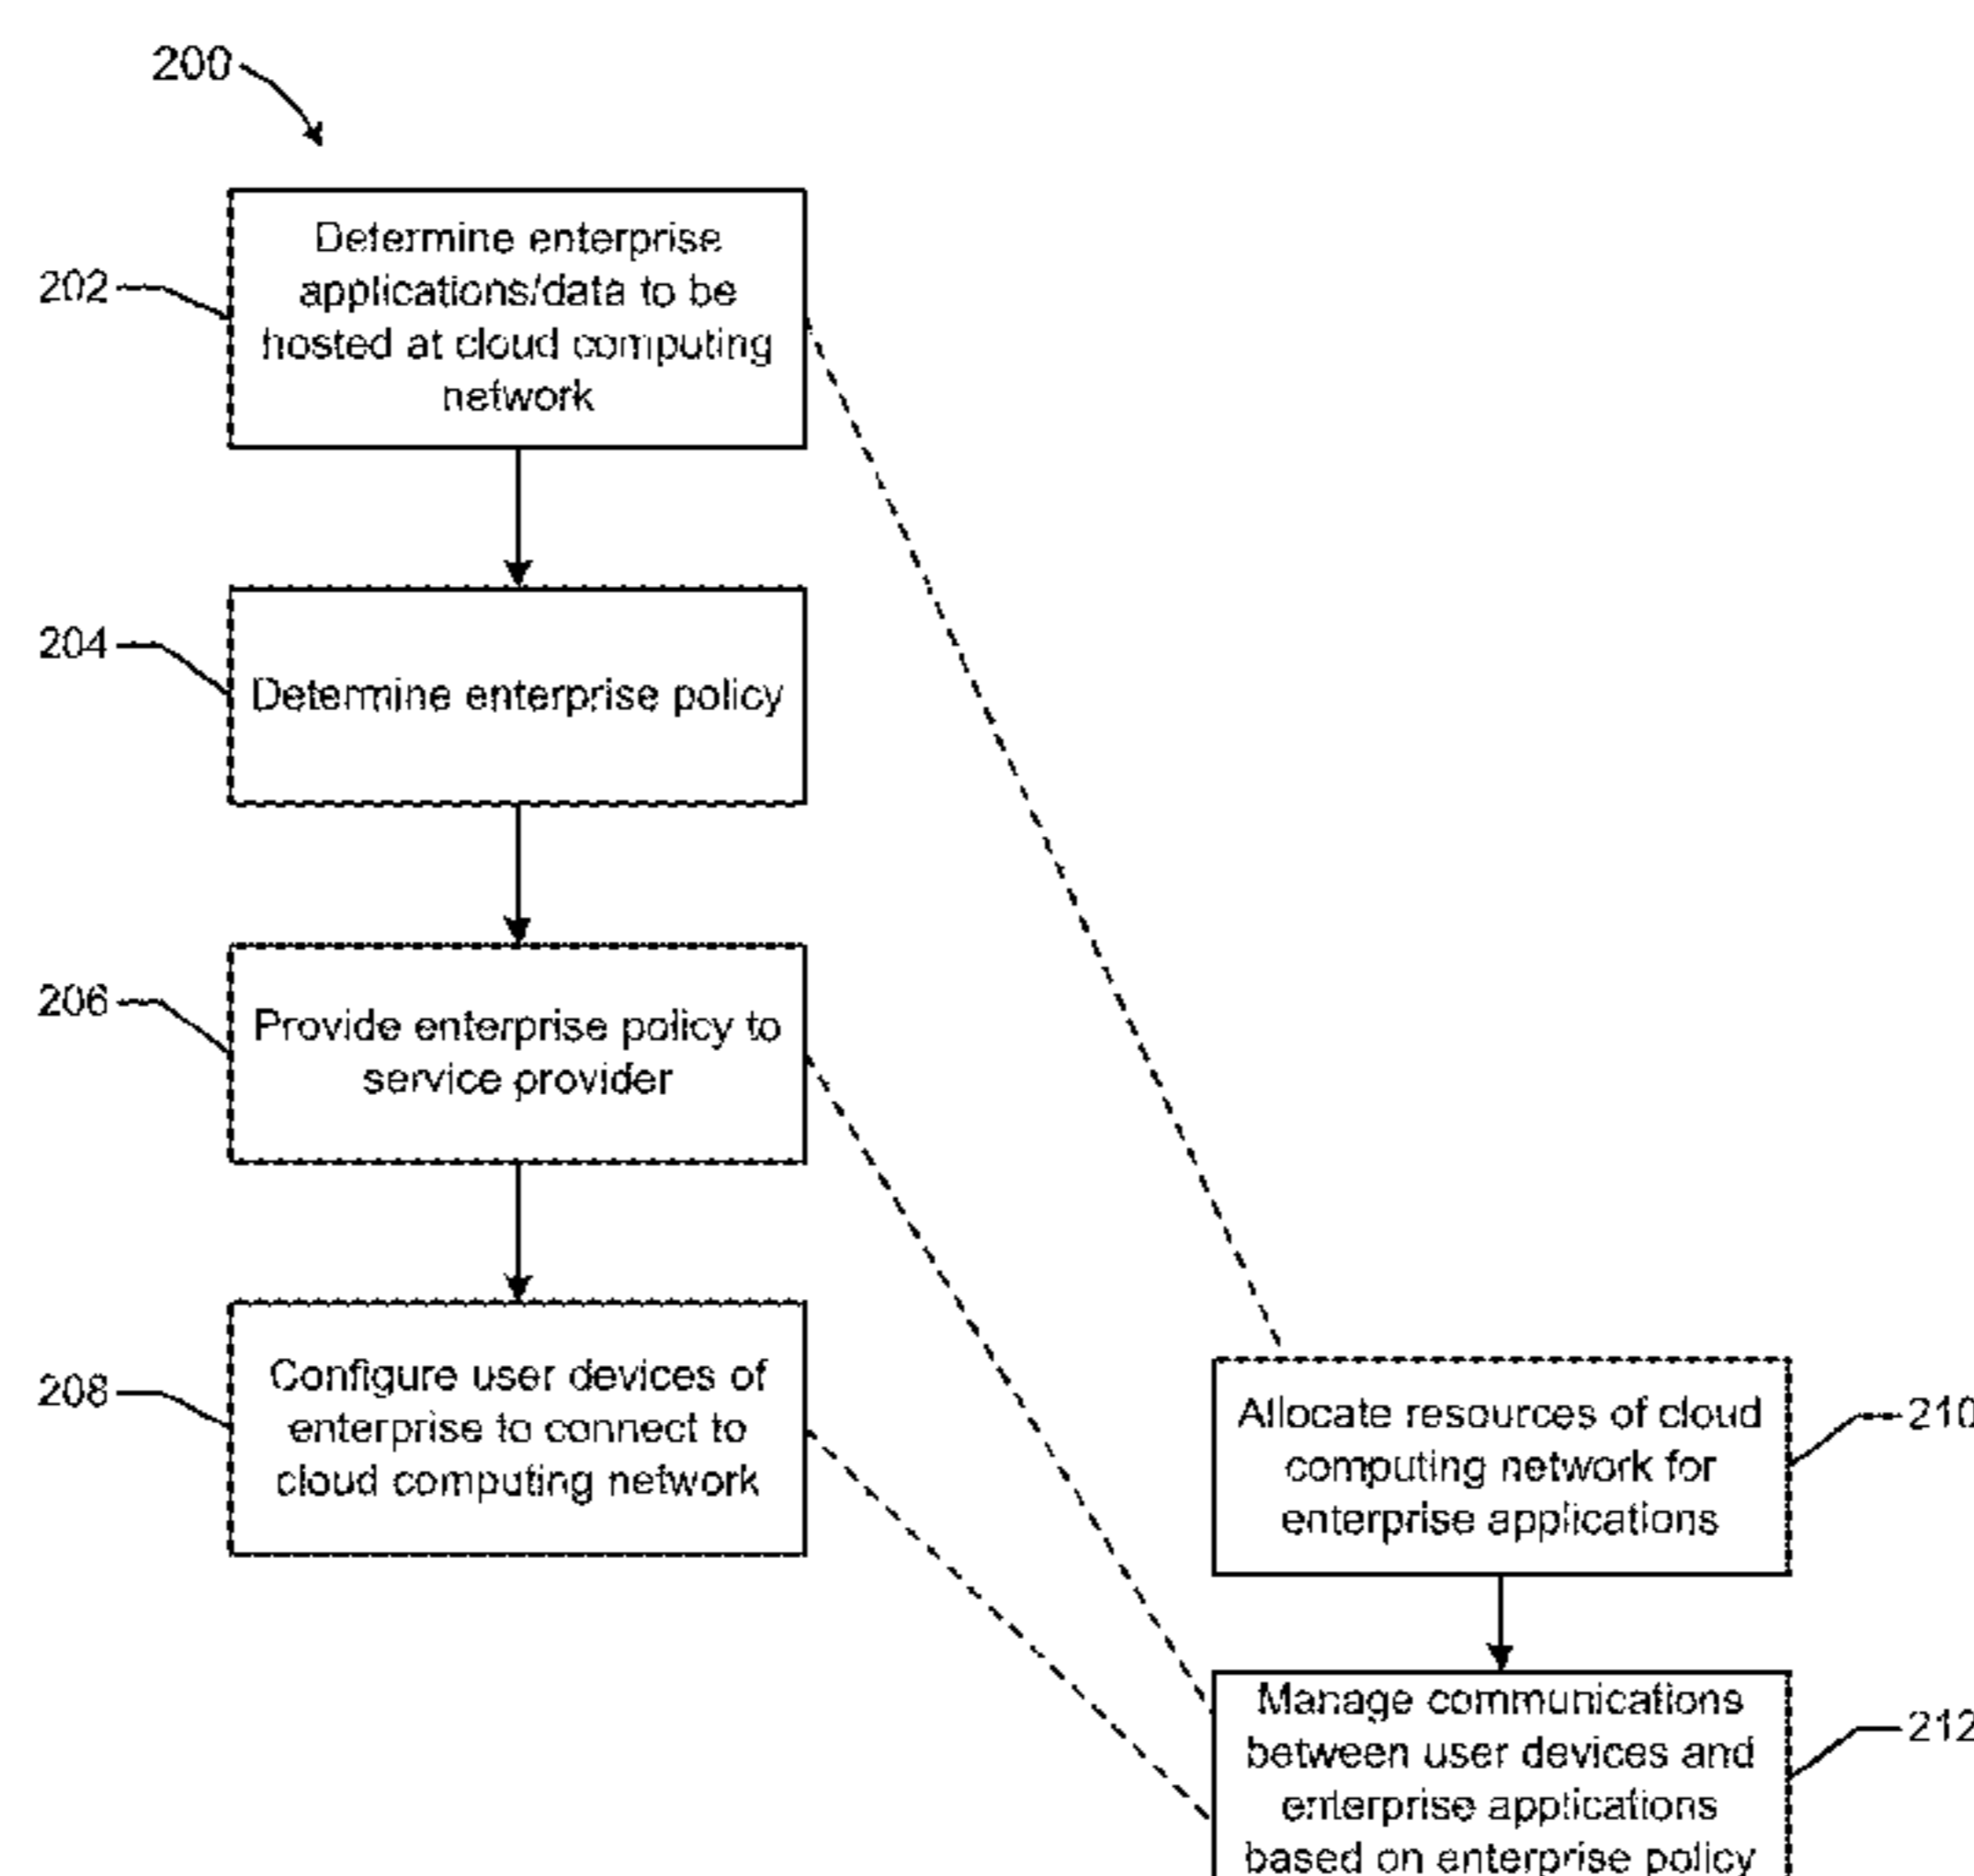 200
202
Determine enterprise
applications/data to be
hosted at cloud computing
network
204
Determine enterprise policy
206
Provide enterprise policy to
service provider
208
Configure user devices of
enterprise to connect to
cloud computing network
Allocate resources of cloud
computing network for
enterprise applications
210
Manage communications
between user devices and
enterprise applications
based on enterprise policy
212